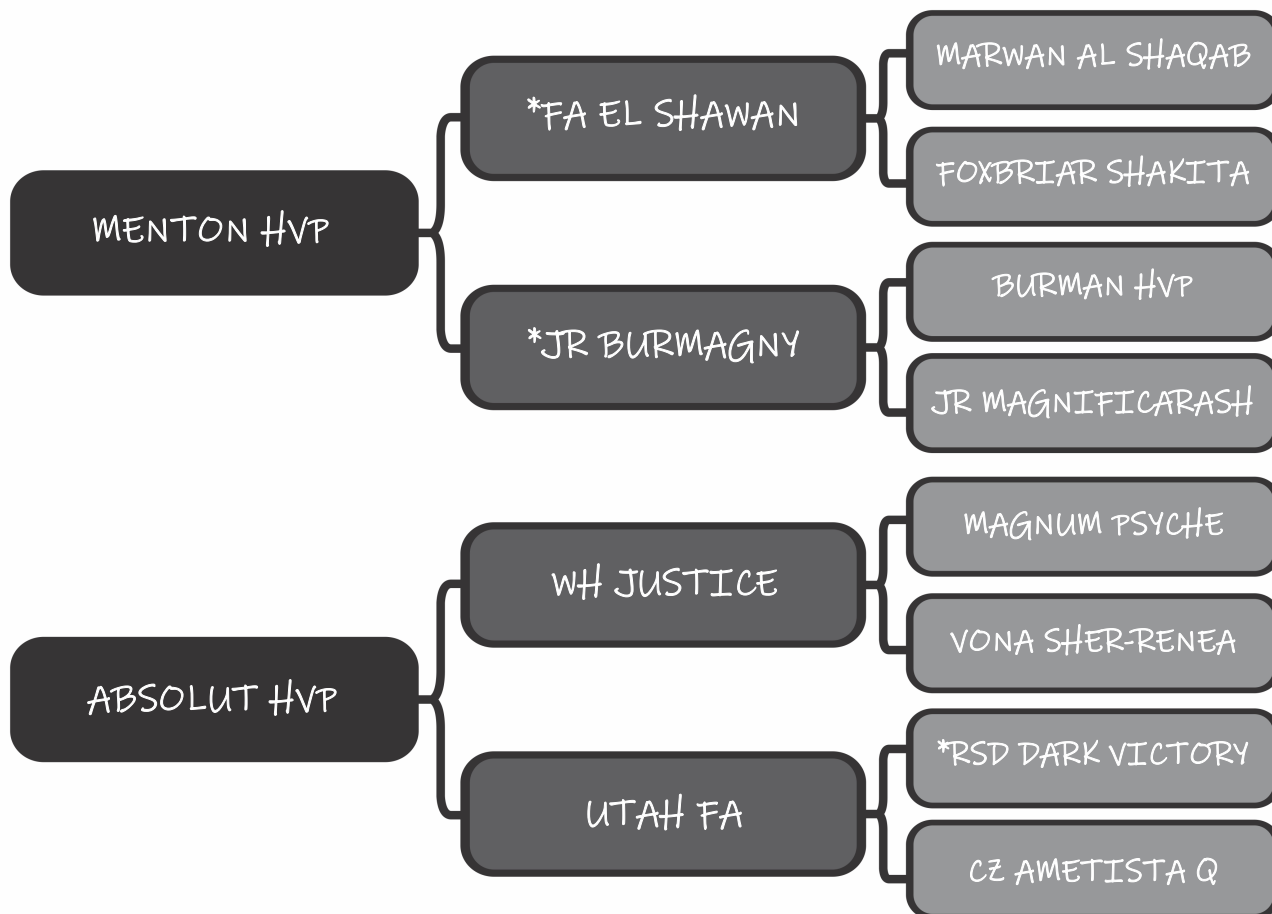 MENTON HVP
*FA EL SHAWAN
MARWAN AL SHAQAB
FOXBRIAR SHAKITA
*JR BURMAGNY
BURMAN HVP
JR MAGNIFICARASH
ABSOLUT HVP
WH JUSTICE
MAGNUM PSYCHE
VONA SHER-RENEA
UTAH FA
*RSD DARK VICTORY
CZ AMETISTA Q